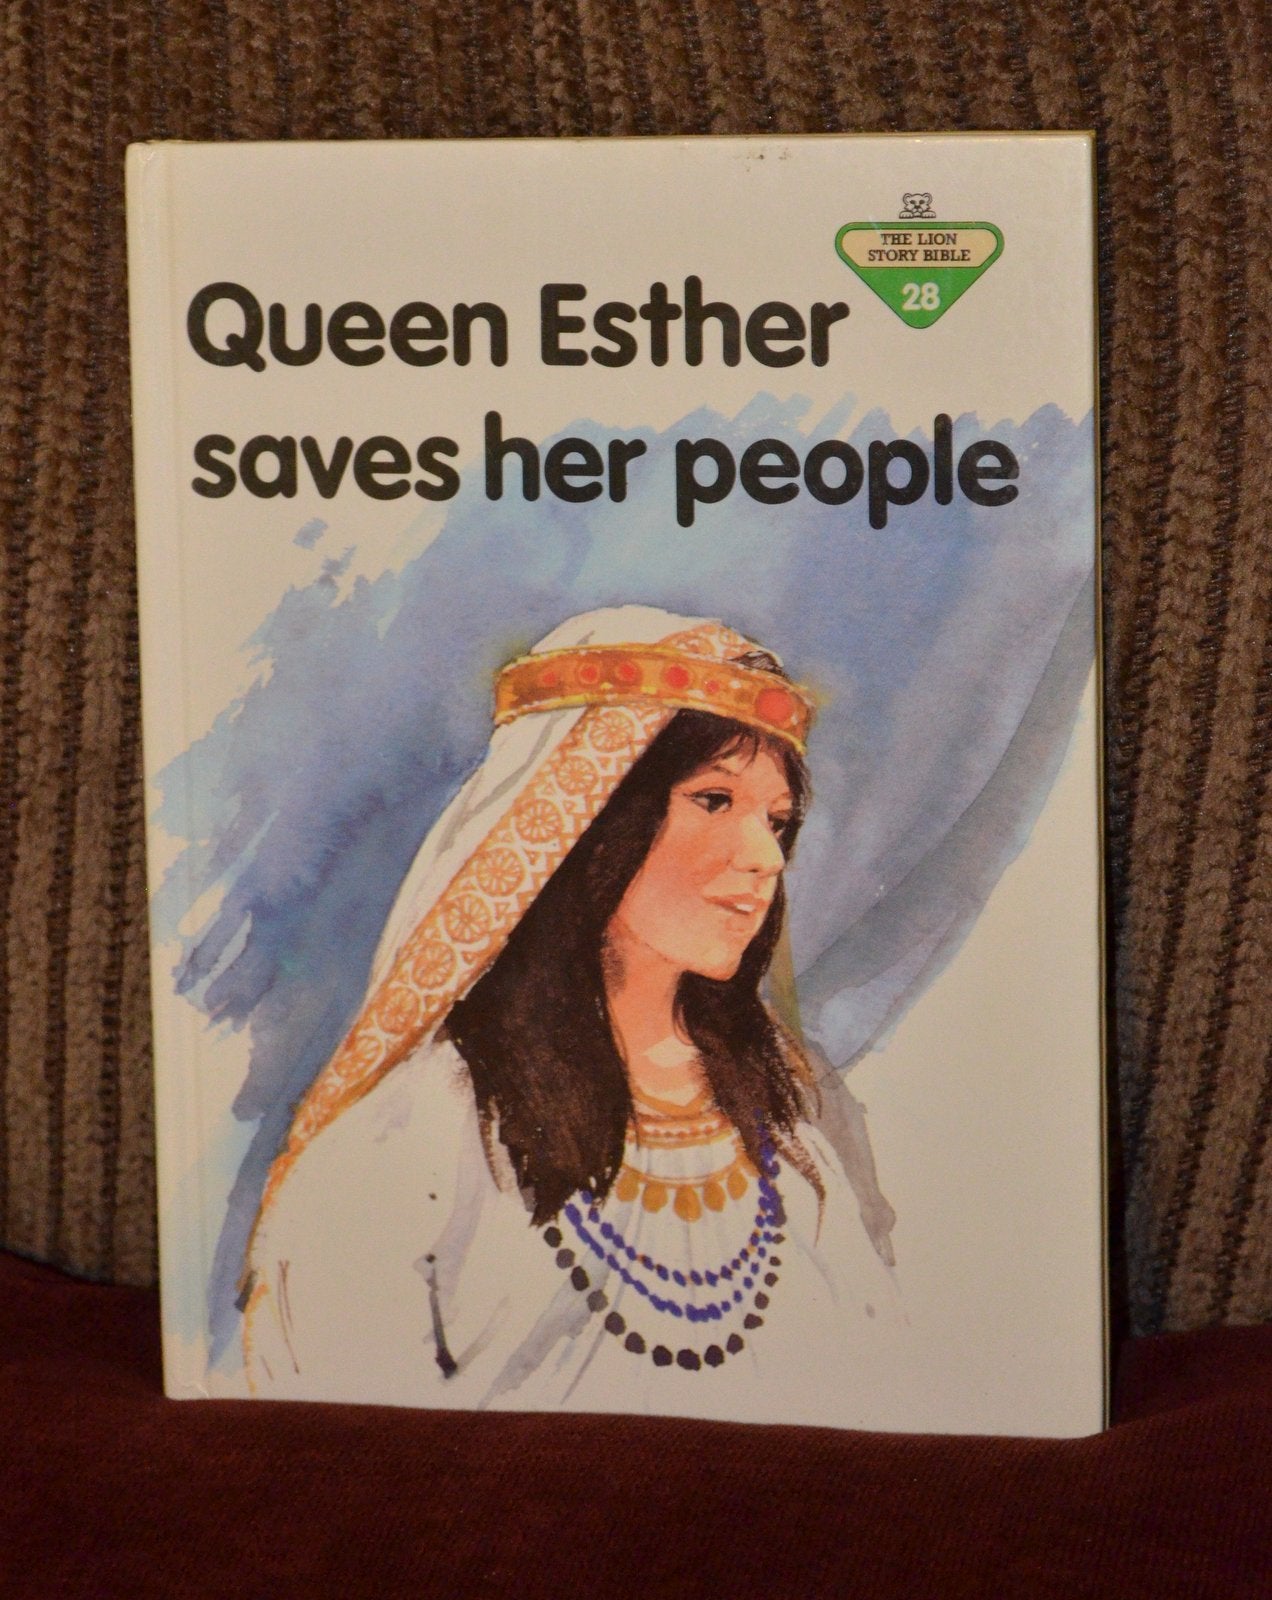 THE LION
STORY BIBLE
28
Queen Esther
saves her people